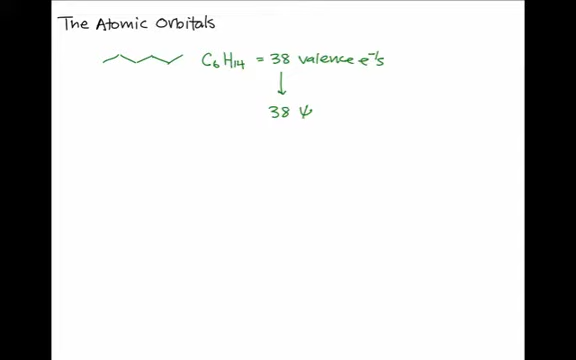 The Atomic Orbitals
C₆H₁₄ = 38 valence e⁻'s
↓
38 ψ